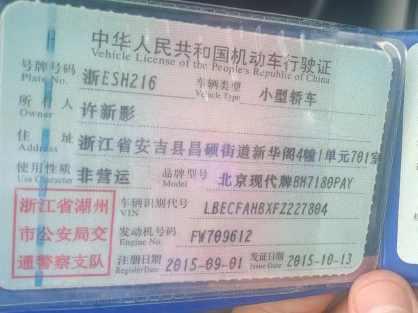 中华人民共和国机动车行驶证
Vehicle License of the People's Republic of China
号牌号码 Plate No. 浙ESH216 车辆类型 Vehicle Type 小型轿车
所有人 Owner 许新影
住址 Address 浙江省安吉县昌硕街道新华阁4幢1单元701室
使用性质 Use Character 非营运 品牌型号 Model 北京现代牌BH7180PAY
浙江省湖州
市公安局交
通警察支队
车辆识别代号 VIN LBECFAHBXFZ227804
发动机号码 Engine No. FW709612
注册日期 Register Date 2015-09-01 发证日期 Issue Date 2015-10-13